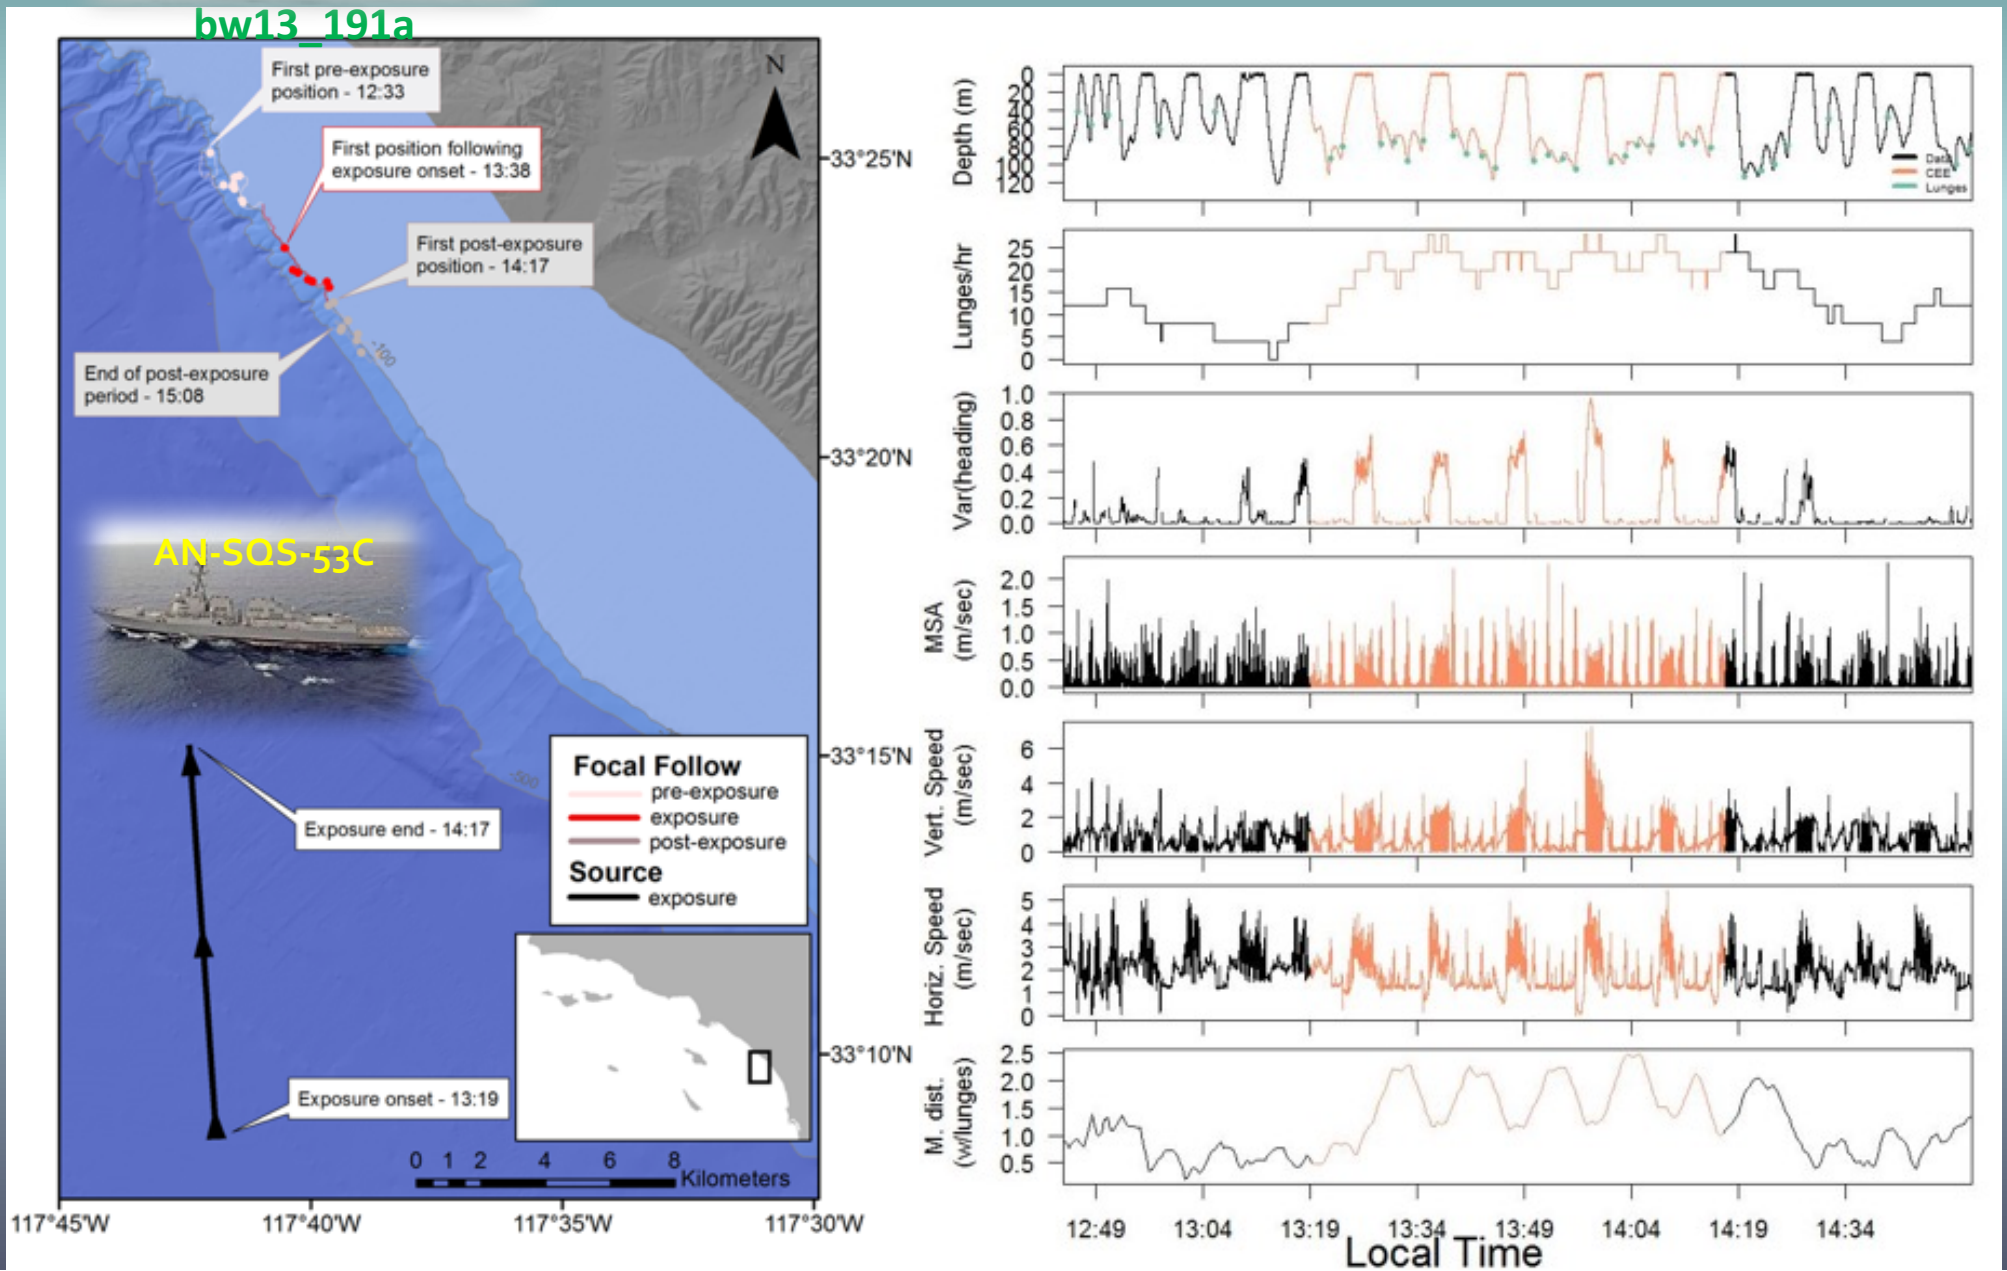 bw13_191a
First pre-exposure
position - 12:33
First position following
exposure onset - 13:38
First post-exposure
position - 14:17
End of post-exposure
period - 15:08
-100
-500
N
33°25'N
33°20'N
33°15'N
33°10'N
AN-SQS-53C
Exposure end - 14:17
Exposure onset - 13:19
Focal Follow
pre-exposure
exposure
post-exposure
Source
exposure
0 1 2 4 6 8
Kilometers
117°45'W 117°40'W 117°35'W 117°30'W
Depth (m)
0
20
40
60
80
100
120
Data
CEE
Lunges
Lunges/hr
25
20
15
10
5
0
Var(heading)
1.0
0.8
0.6
0.4
0.2
0.0
MSA
(m/sec)
2.0
1.5
1.0
0.5
0.0
Vert. Speed
(m/sec)
6
4
2
0
Horiz. Speed
(m/sec)
5
4
3
2
1
0
M. dist.
(w/lunges)
2.5
2.0
1.5
1.0
0.5
12:49 13:04 13:19 13:34 13:49 14:04 14:19 14:34
Local Time